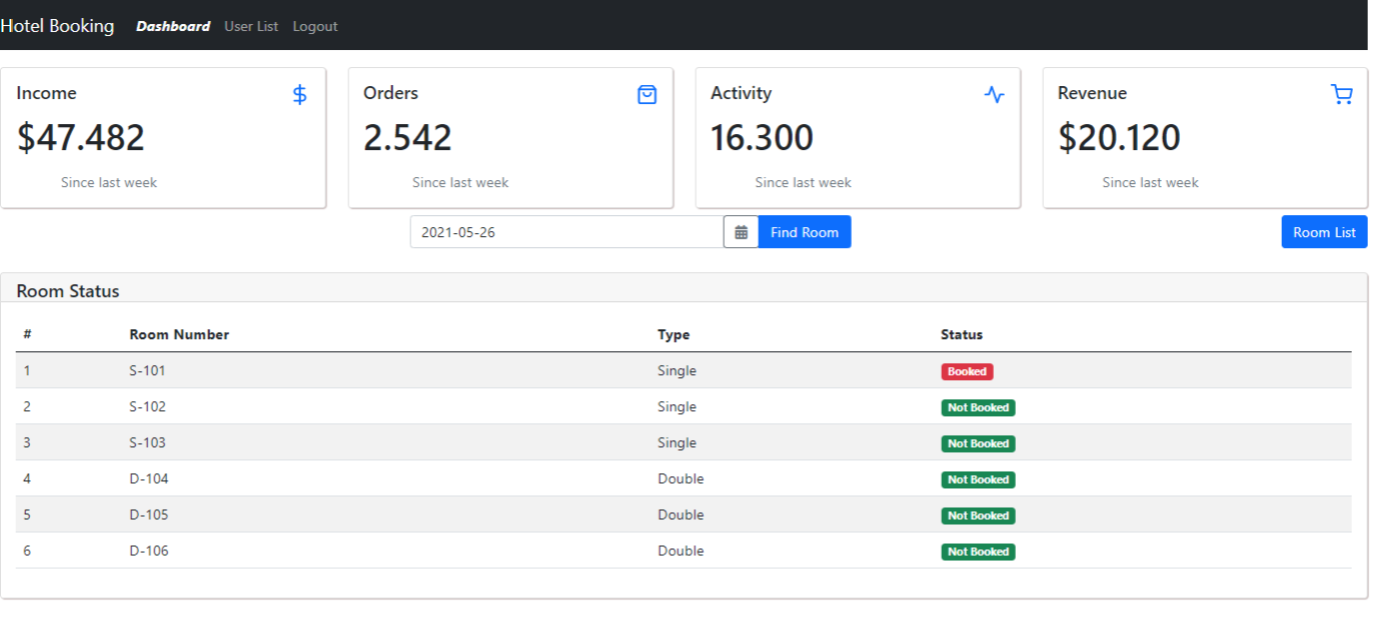 Hotel Booking Dashboard User List Logout
Income Orders Activity Revenue
$47.482 2.542 16.300 $20.120
Since last week Since last week Since last week Since last week
2021-05-26 Find Room Room List
Room Status
# Room Number Type Status
1 S-101 Single Booked
2 S-102 Single Not Booked
3 S-103 Single Not Booked
4 D-104 Double Not Booked
5 D-105 Double Not Booked
6 D-106 Double Not Booked